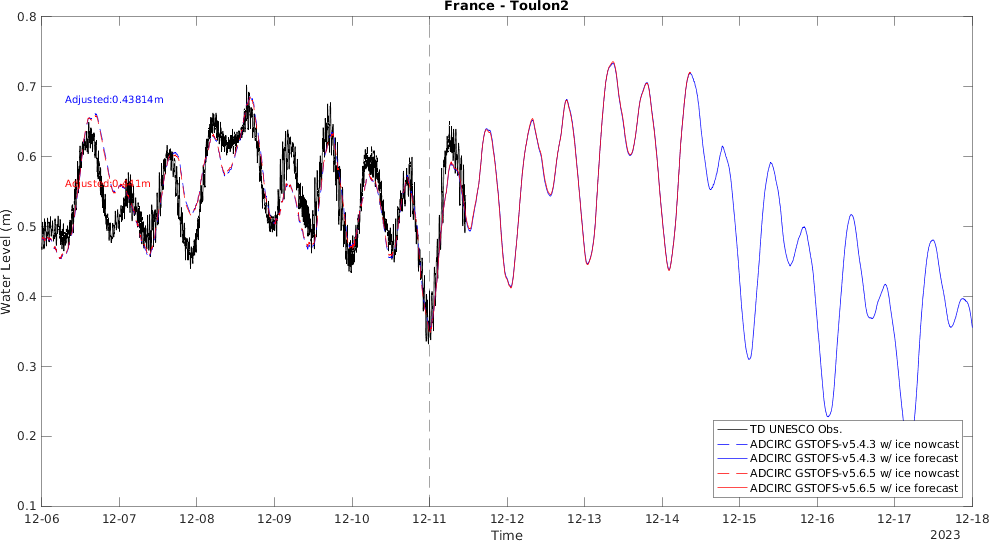 France - Toulon2
0.8
0.7
0.6
0.5
0.4
0.3
0.2
0.1
Water Level (m)
Adjusted:0.43814m
TD UNESCO Obs.
ADCIRC GSTOFS-v5.4.3 w/ ice nowcast
ADCIRC GSTOFS-v5.4.3 w/ ice forecast
ADCIRC GSTOFS-v5.6.5 w/ ice nowcast
ADCIRC GSTOFS-v5.6.5 w/ ice forecast
12-06 12-07 12-08 12-09 12-10 12-11 12-12 12-13 12-14 12-15 12-16 12-17 12-18
Time
2023